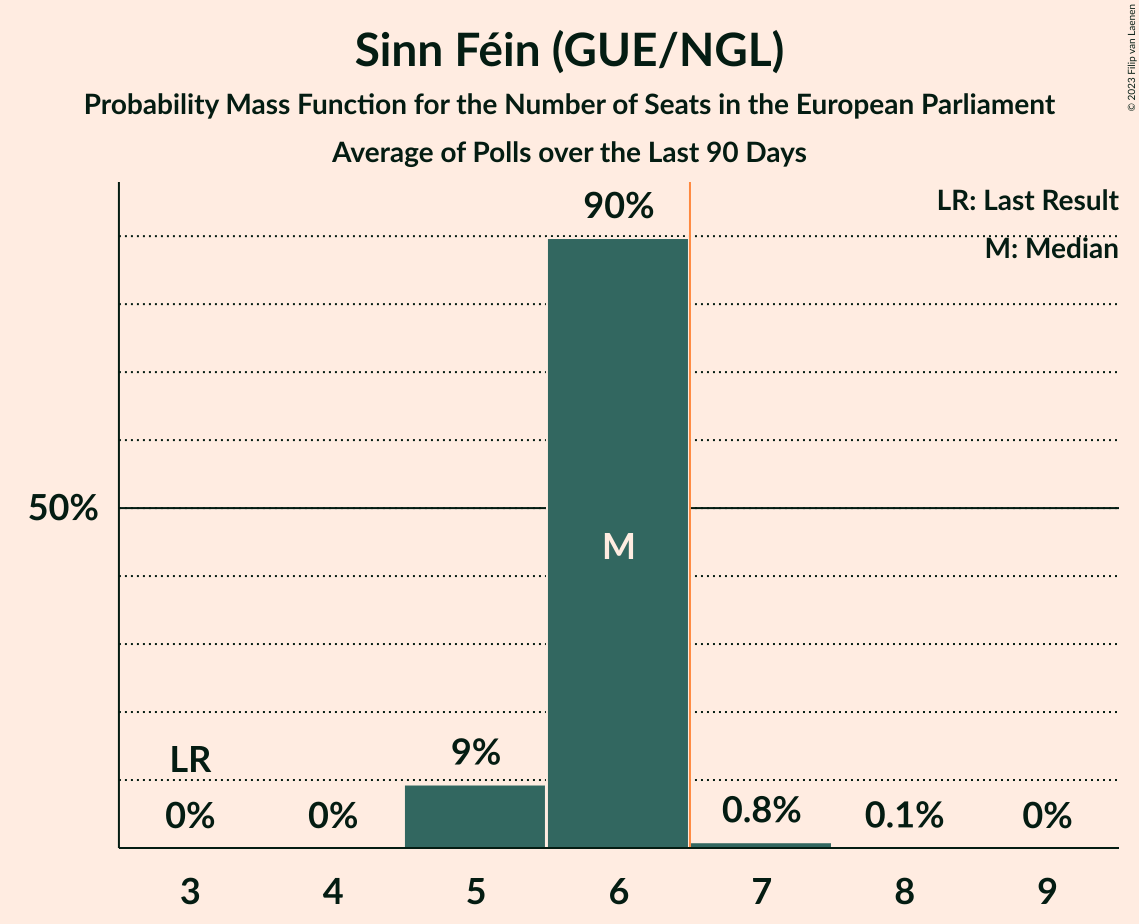 Sinn Féin (GUE/NGL)
Probability Mass Function for the Number of Seats in the European Parliament
Average of Polls over the Last 90 Days
© 2023 Filip van Laenen
LR: Last Result
M: Median
90%
50%
M
LR
9%
0%
0%
0.8%
0.1%
0%
3 4 5 6 7 8 9